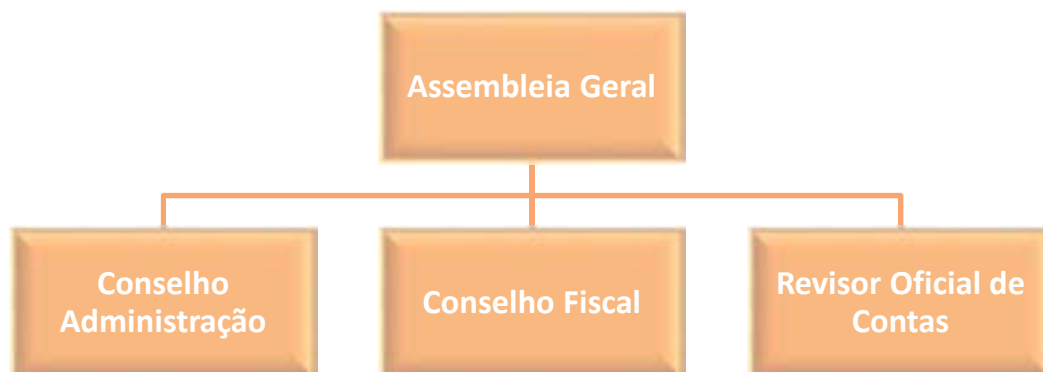 Assembleia Geral
Conselho
Administração
Conselho Fiscal
Revisor Oficial de
Contas